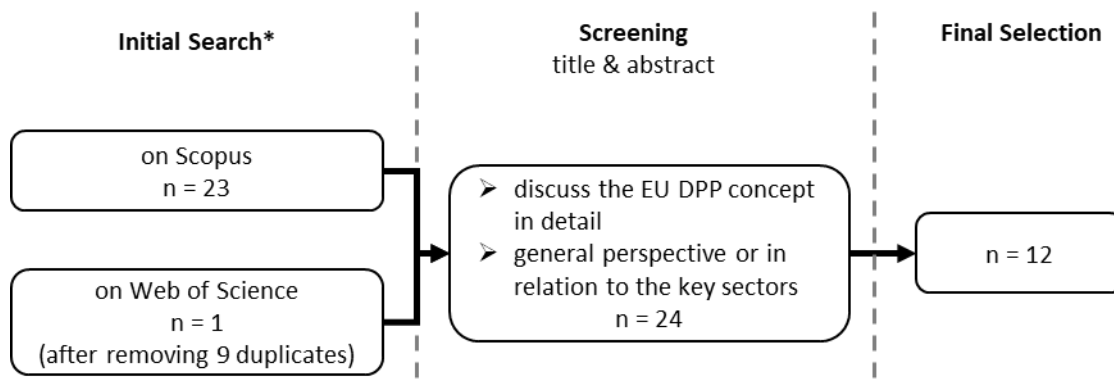 Initial Search*
on Scopus
n = 23
on Web of Science
n = 1
(after removing 9 duplicates)
Screening
title & abstract
➢ discuss the EU DPP concept
in detail
➢ general perspective or in
relation to the key sectors
n = 24
Final Selection
n = 12